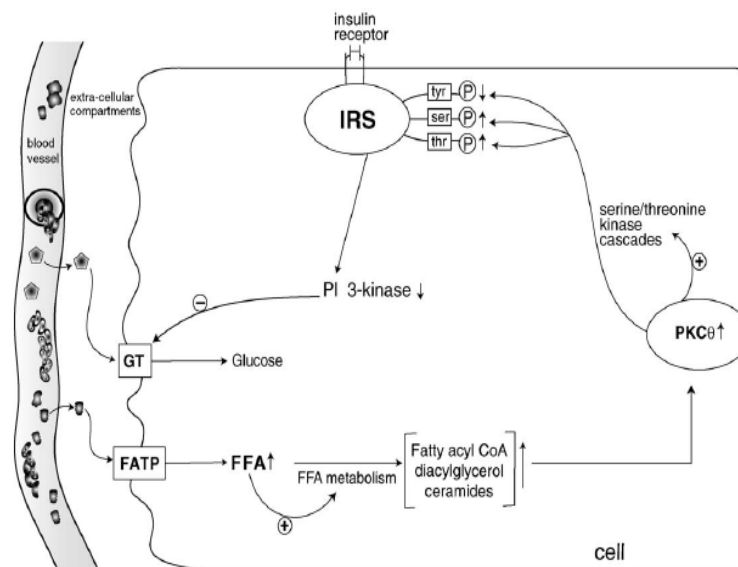 insulin
receptor
extra-cellular
compartments
blood
vessel
IRS
tyr P ↓
ser P ↑
thr P ↑
serine/threonine
kinase
cascades
+
PKCθ↑
PI 3-kinase ↓
−
GT
Glucose
FATP
FFA↑
FFA metabolism
+
Fatty acyl CoA
diacylglycerol
ceramides
↑
cell